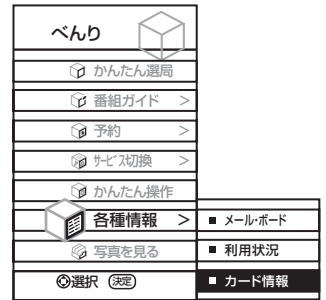 べんり
かんたん選局
番組ガイド >
予約 >
サービス切換 >
かんたん操作
各種情報 >
■ メール・ボード
写真を見る
■ 利用状況
選択 決定
■ カード情報